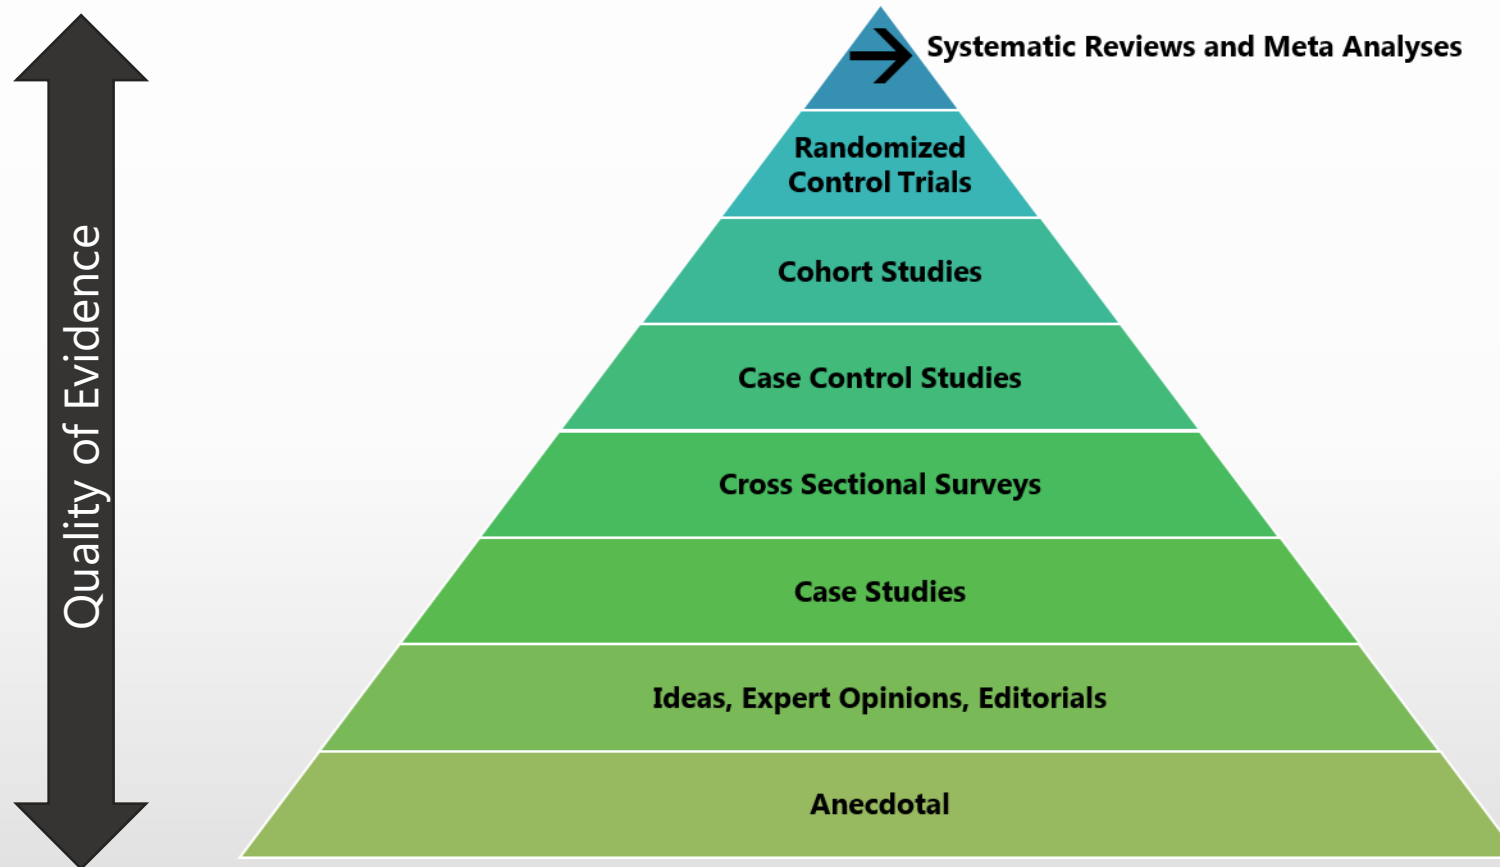 Quality of Evidence
Systematic Reviews and Meta Analyses
Randomized
Control Trials
Cohort Studies
Case Control Studies
Cross Sectional Surveys
Case Studies
Ideas, Expert Opinions, Editorials
Anecdotal